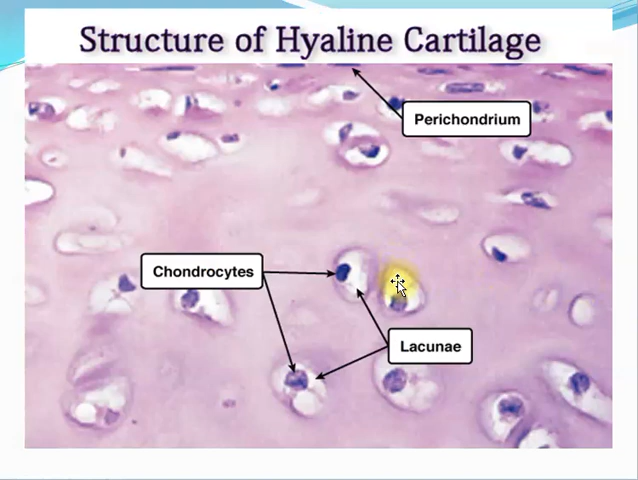 Structure of Hyaline Cartilage
Perichondrium
Chondrocytes
Lacunae